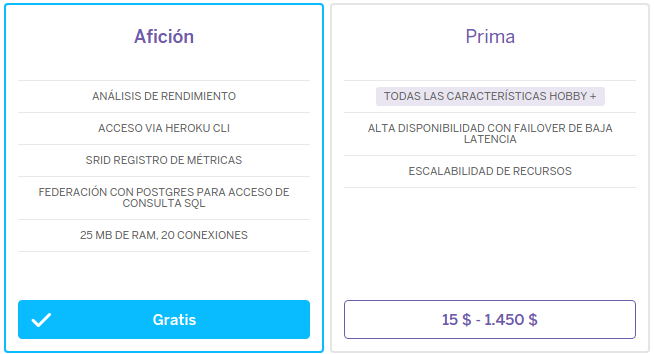 Afición
ANÁLISIS DE RENDIMIENTO
ACCESO VIA HEROKU CLI
SRID REGISTRO DE MÉTRICAS
FEDERACIÓN CON POSTGRES PARA ACCESO DE
CONSULTA SQL
25 MB DE RAM, 20 CONEXIONES
Gratis
Prima
TODAS LAS CARACTERÍSTICAS HOBBY +
ALTA DISPONIBILIDAD CON FAILOVER DE BAJA
LATENCIA
ESCALABILIDAD DE RECURSOS
15 $ - 1.450 $